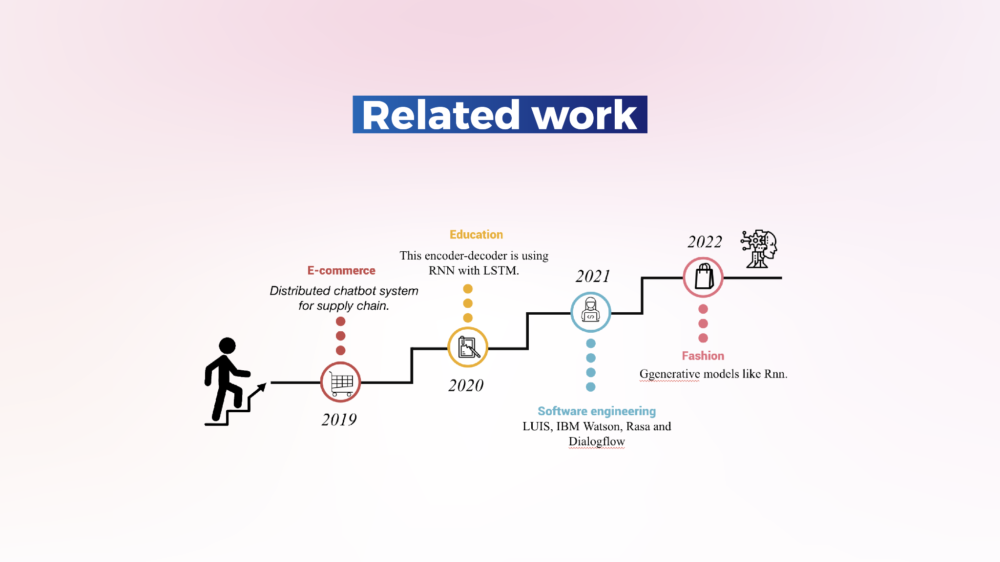 Related work
E-commerce
Distributed chatbot system
for supply chain.
2019
Education
This encoder-decoder is using
RNN with LSTM.
2020
2021
Software engineering
LUIS, IBM Watson, Rasa and
Dialogflow
2022
Fashion
Ggenerative models like Rnn.